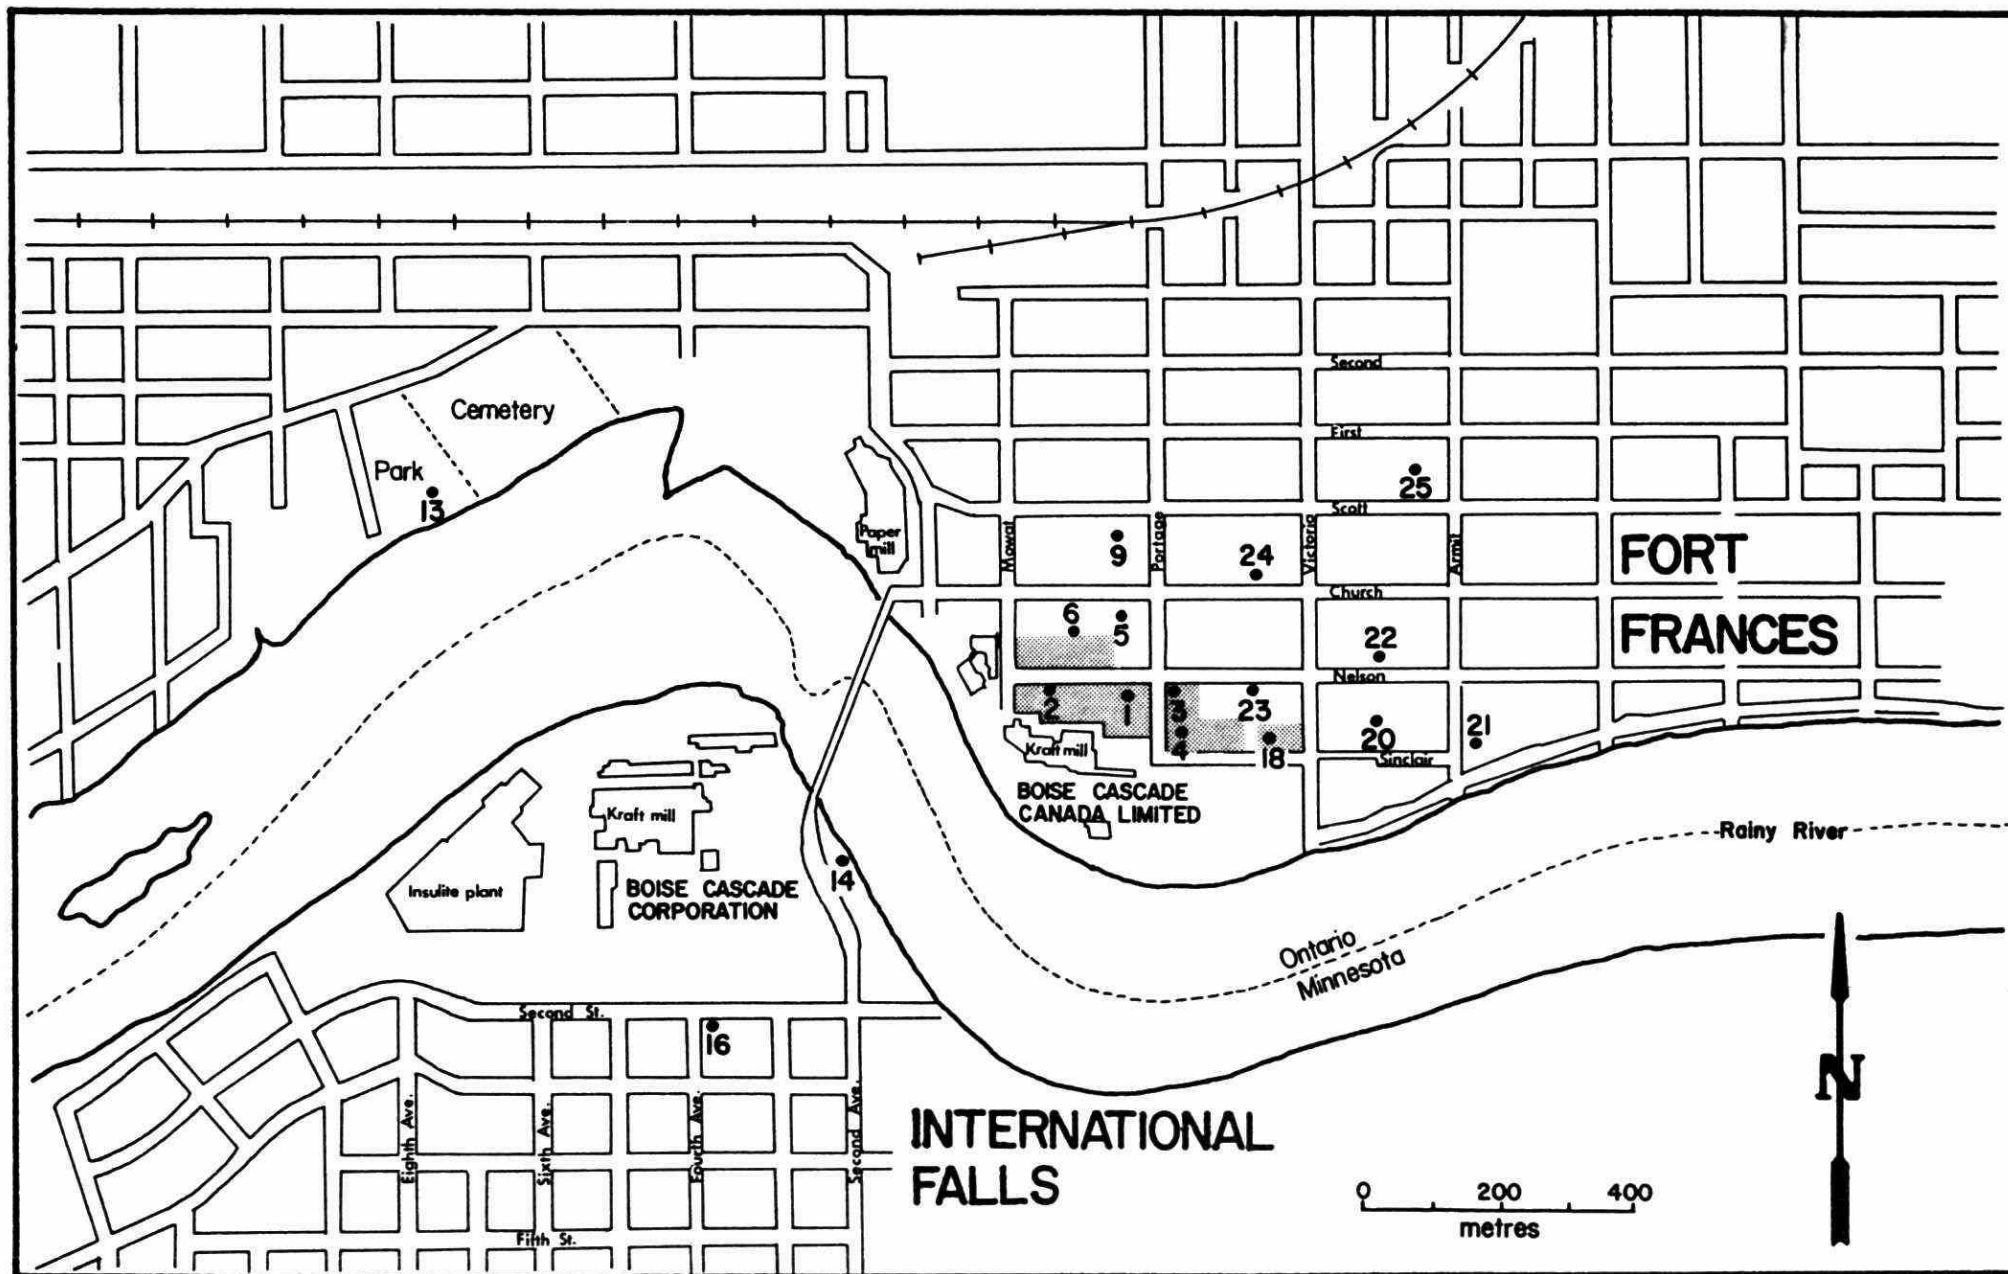 Second
First
Cemetery
Park
13
25
Scott
Paper
mill
Mowat
9
Portage
24
Victoria
Armit
FORT
FRANCES
Church
6
5
22
Nelson
2
1
3
23
20
21
4
18
Sinclair
Kraft mill
BOISE CASCADE
CANADA LIMITED
Kraft mill
Insulite plant
BOISE CASCADE
CORPORATION
14
Rainy River
Ontario
Minnesota
Second St.
16
Eighth Ave.
Sixth Ave.
Fourth Ave.
Second Ave.
Fifth St.
INTERNATIONAL
FALLS
0 200 400
metres
N